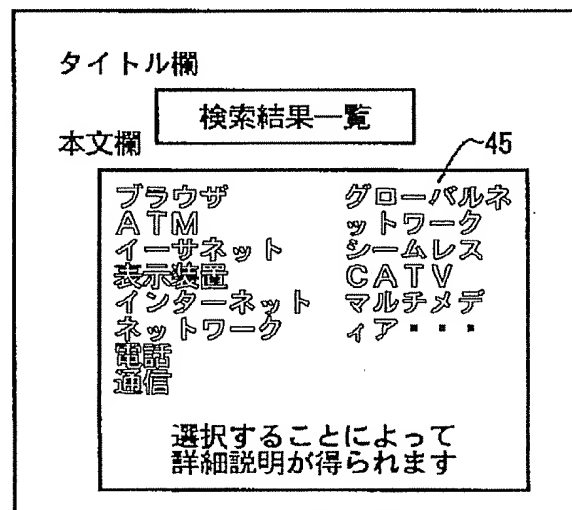 タイトル欄
検索結果一覧
本文欄
45
ブラウザ
ATM
イーサネット
表示装置
インターネット
ネットワーク
電話
通信
グローバルネ
ットワーク
シームレス
CATV
マルチメデ
ィア・・・
選択することによって
詳細説明が得られます